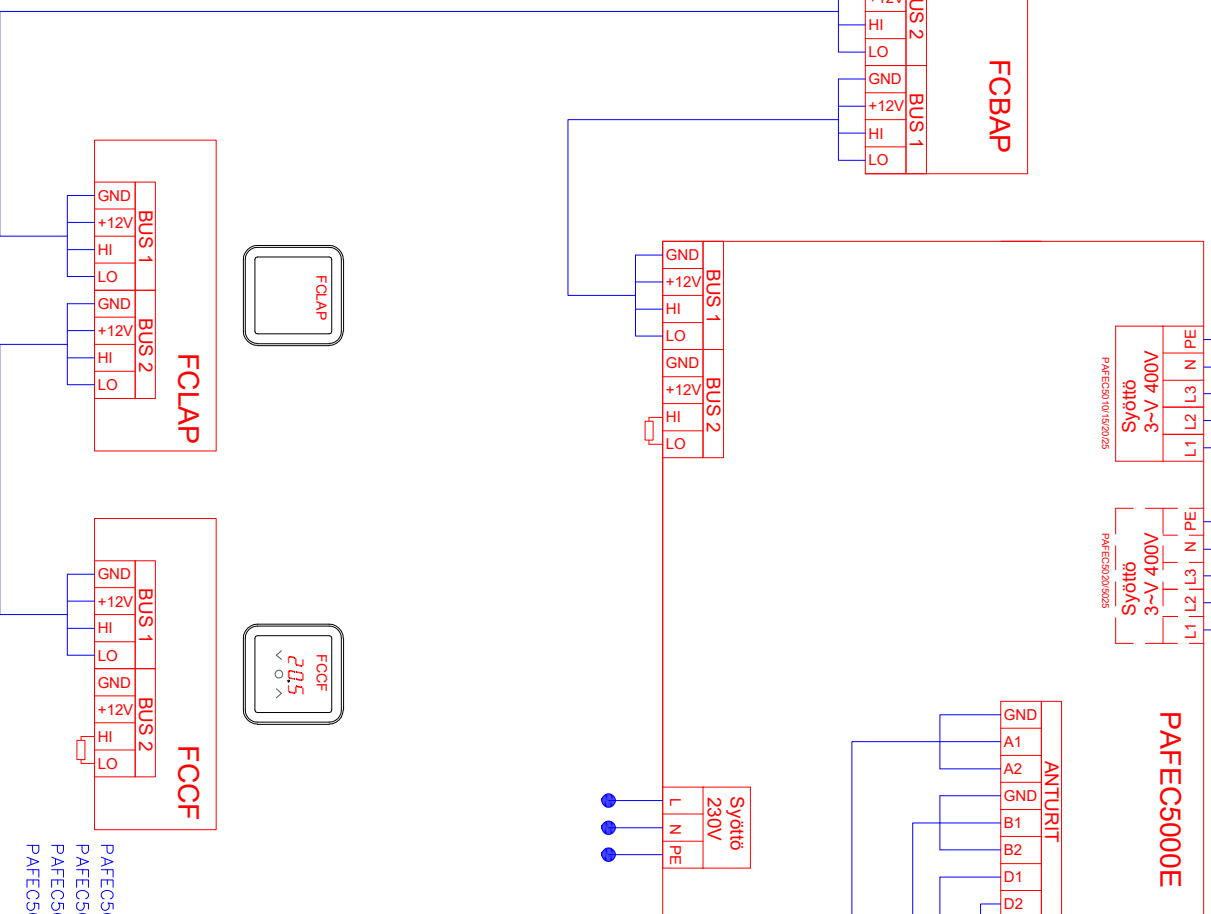 +12V
HI
LO
BUS 2
GND
+12V
HI
LO
BUS 1
FCBAP
GND
+12V
HI
LO
BUS 1
GND
+12V
HI
LO
BUS 2
FCLAP
FCLAP
GND
+12V
HI
LO
BUS 1
GND
+12V
HI
LO
BUS 2
FCCF
FCCF
20.5
GND
+12V
HI
LO
BUS 1
GND
+12V
HI
LO
BUS 2
PE
N
L3
L2
L1
3~V 400V
Syöttö
PAFEC5010/15/20/25
PE
N
L3
L2
L1
3~V 400V
Syöttö
PAFEC5020/5025
PAFEC5000E
GND
A1
A2
GND
B1
B2
D1
D2
ANTURIT
Syöttö
230V
L
N
PE
PAFEC5
PAFEC5
PAFEC5
PAFEC5